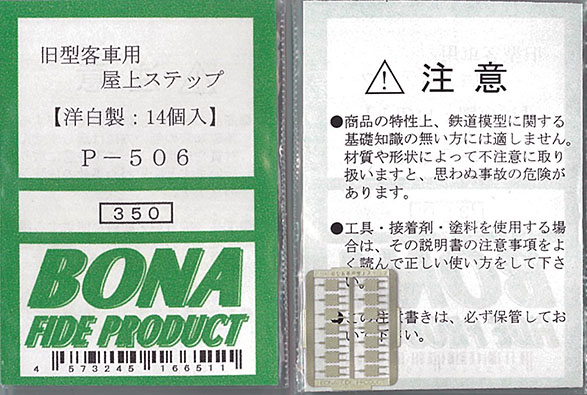 旧型客車用
屋上ステップ
【洋白製：14個入】
P－506
350
BONA
FIDE PRODUCT
4 573245 166511
注意
●商品の特性上、鉄道模型に関する
基礎知識の無い方には適しません。
材質や形状によって不注意に取り
扱いますと、思わぬ事故の危険が
あります。
●工具・接着剤・塗料を使用する場
合は、その説明書の注意事項をよ
く読んで正しい使い方をして下さ
い。
●この注意書きは、必ず保管してお
いて下さい。